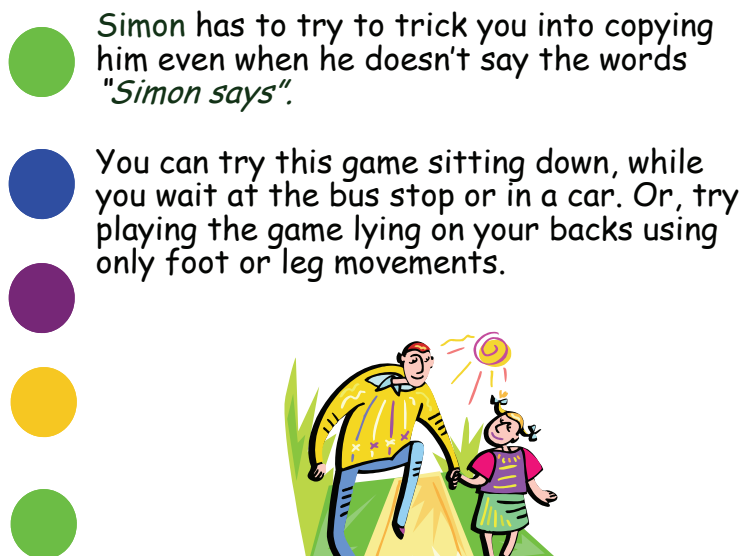 Simon has to try to trick you into copying
him even when he doesn't say the words
"Simon says".
You can try this game sitting down, while
you wait at the bus stop or in a car. Or, try
playing the game lying on your backs using
only foot or leg movements.